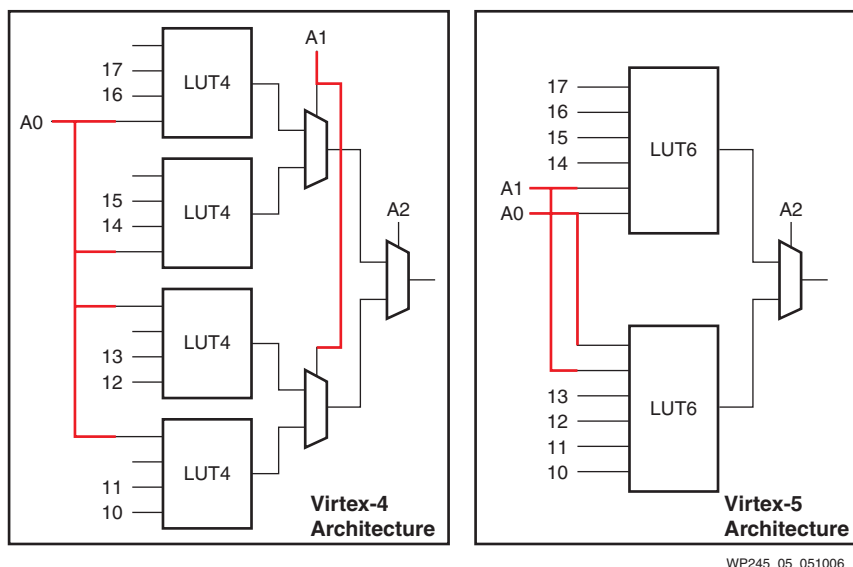 A1
17
16
LUT4
A0
15
14
LUT4
A2
13
12
LUT4
11
10
LUT4
Virtex-4
Architecture
17
16
15
14
LUT6
A1
A0
A2
13
12
11
10
LUT6
Virtex-5
Architecture
WP245_05_051006